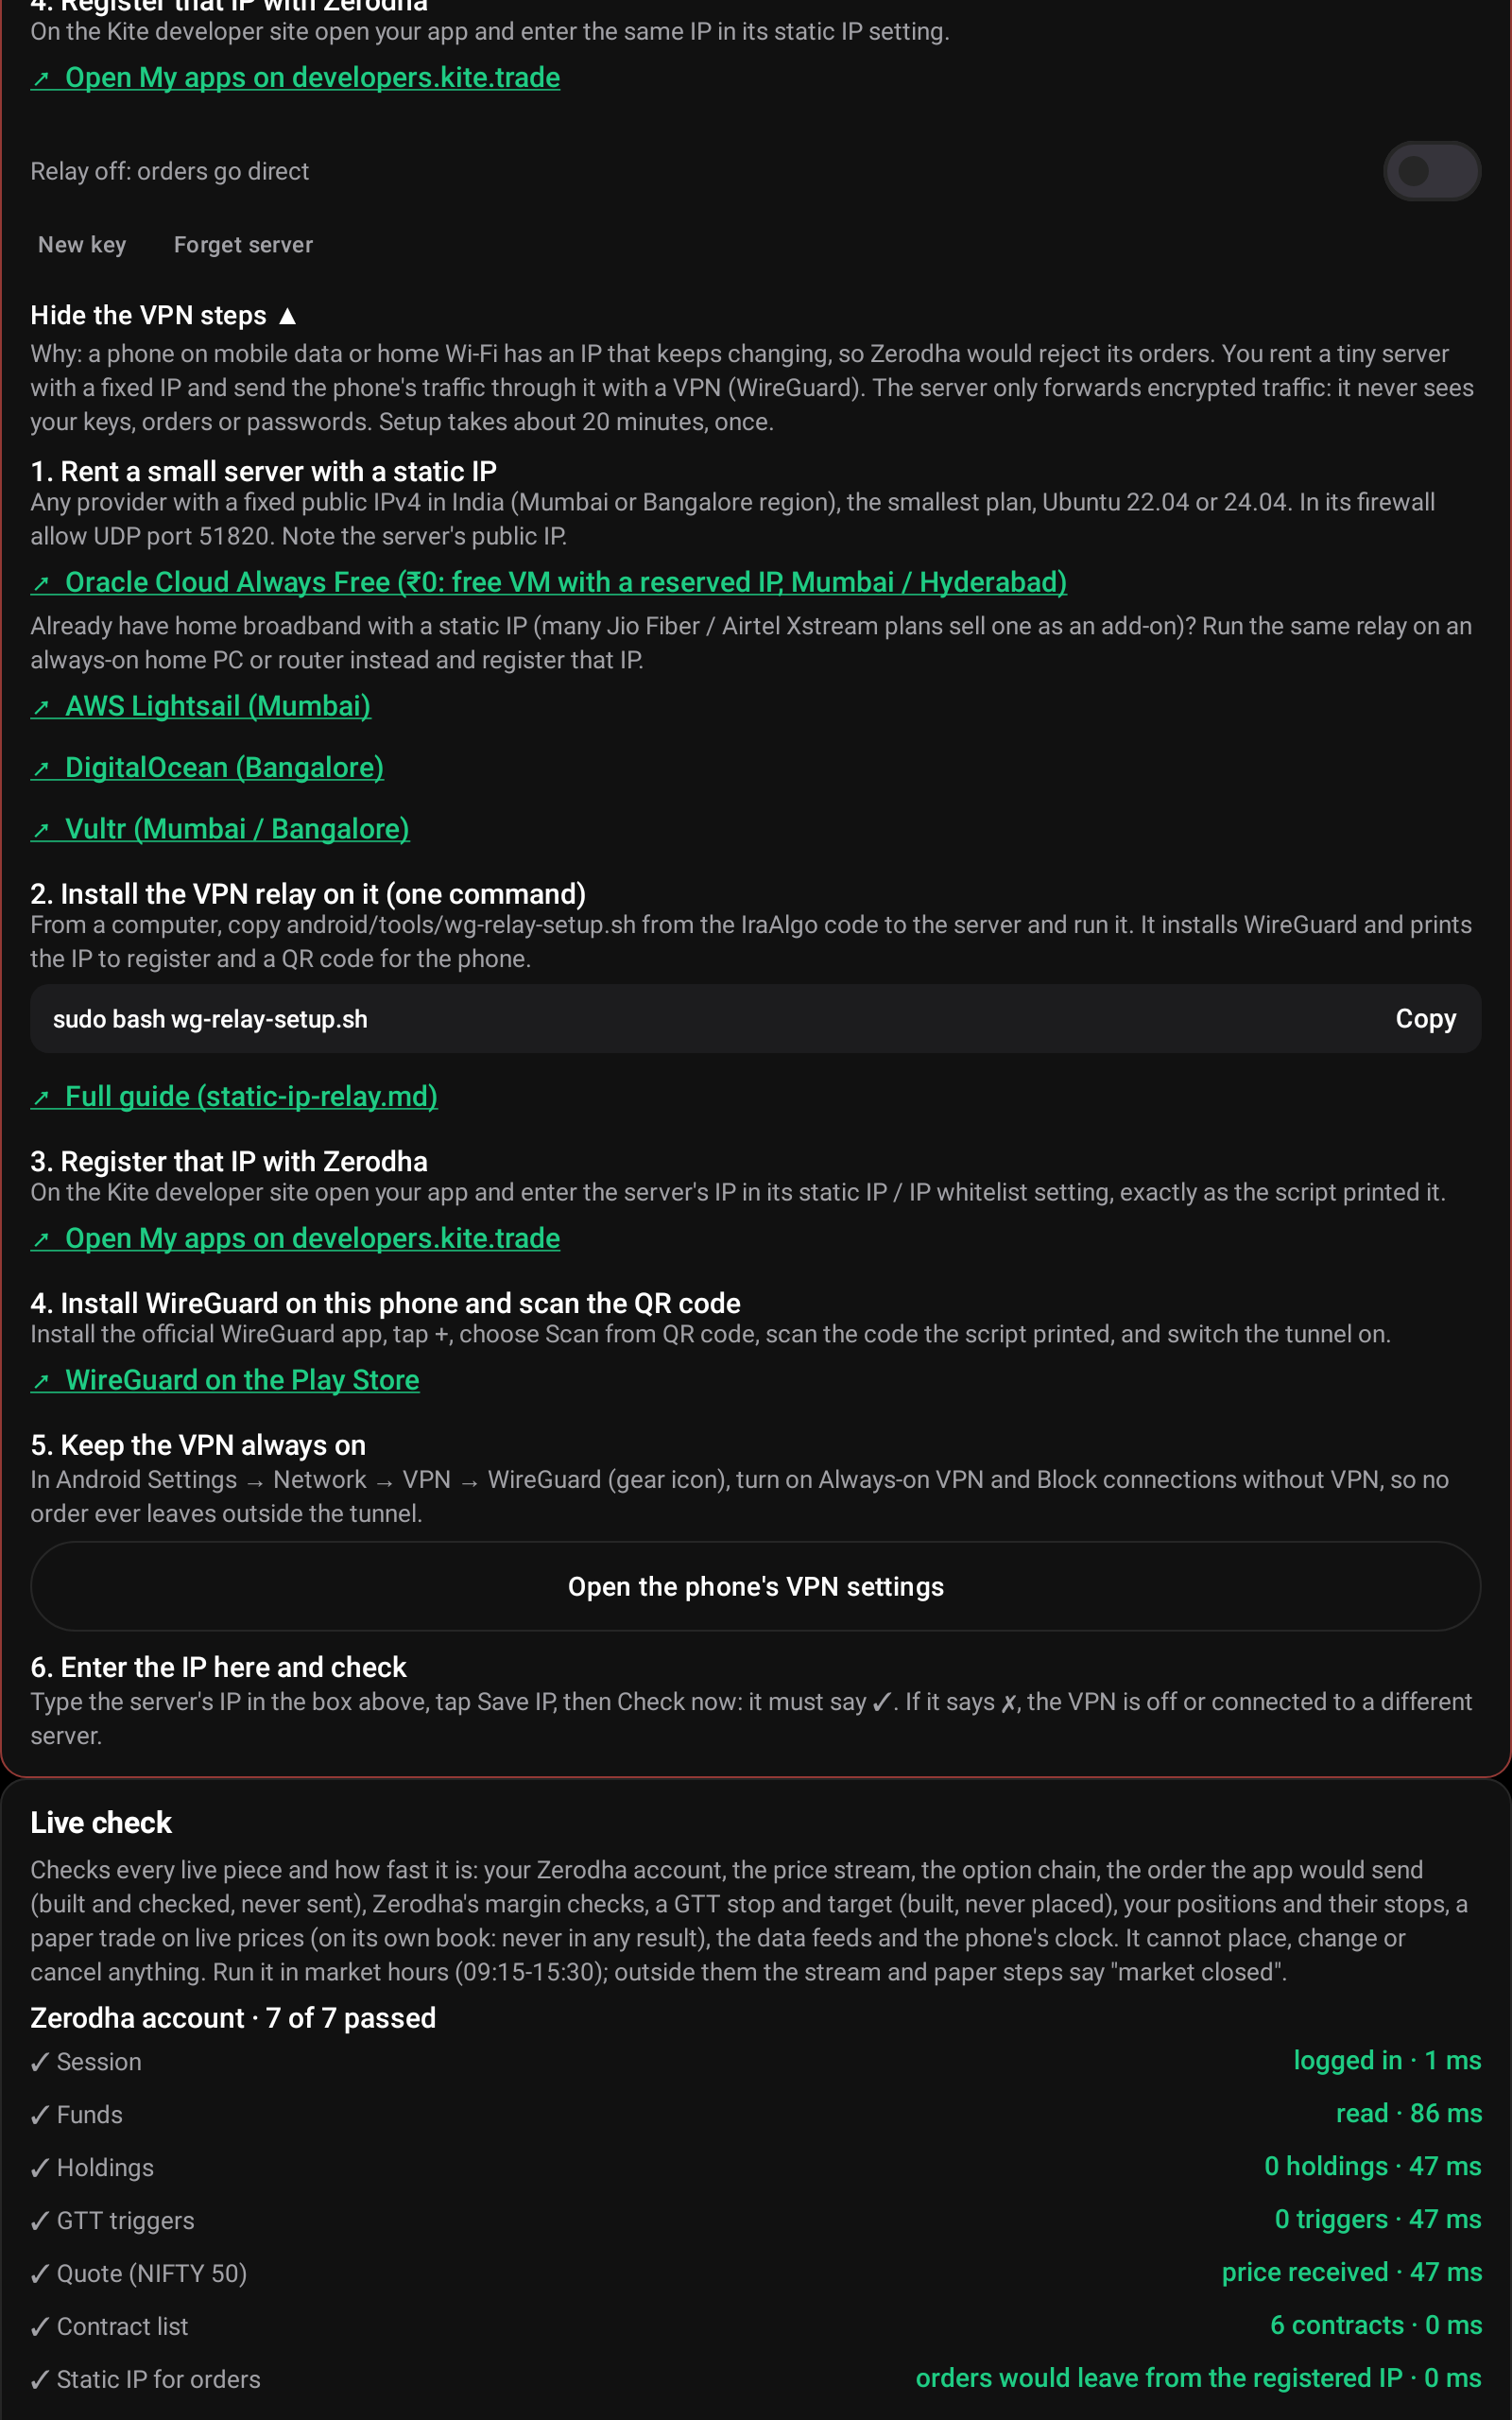 4. Register that IP with Zerodha
On the Kite developer site open your app and enter the same IP in its static IP setting.
↗ Open My apps on developers.kite.trade
Relay off: orders go direct
New key Forget server
Hide the VPN steps ▲
Why: a phone on mobile data or home Wi-Fi has an IP that keeps changing, so Zerodha would reject its orders. You rent a tiny server
with a fixed IP and send the phone's traffic through it with a VPN (WireGuard). The server only forwards encrypted traffic: it never sees
your keys, orders or passwords. Setup takes about 20 minutes, once.
1. Rent a small server with a static IP
Any provider with a fixed public IPv4 in India (Mumbai or Bangalore region), the smallest plan, Ubuntu 22.04 or 24.04. In its firewall
allow UDP port 51820. Note the server's public IP.
↗ Oracle Cloud Always Free (₹0: free VM with a reserved IP, Mumbai / Hyderabad)
Already have home broadband with a static IP (many Jio Fiber / Airtel Xstream plans sell one as an add-on)? Run the same relay on an
always-on home PC or router instead and register that IP.
↗ AWS Lightsail (Mumbai)
↗ DigitalOcean (Bangalore)
↗ Vultr (Mumbai / Bangalore)
2. Install the VPN relay on it (one command)
From a computer, copy android/tools/wg-relay-setup.sh from the IraAlgo code to the server and run it. It installs WireGuard and prints
the IP to register and a QR code for the phone.
sudo bash wg-relay-setup.sh Copy
↗ Full guide (static-ip-relay.md)
3. Register that IP with Zerodha
On the Kite developer site open your app and enter the server's IP in its static IP / IP whitelist setting, exactly as the script printed it.
↗ Open My apps on developers.kite.trade
4. Install WireGuard on this phone and scan the QR code
Install the official WireGuard app, tap +, choose Scan from QR code, scan the code the script printed, and switch the tunnel on.
↗ WireGuard on the Play Store
5. Keep the VPN always on
In Android Settings → Network → VPN → WireGuard (gear icon), turn on Always-on VPN and Block connections without VPN, so no
order ever leaves outside the tunnel.
Open the phone's VPN settings
6. Enter the IP here and check
Type the server's IP in the box above, tap Save IP, then Check now: it must say ✓. If it says ✗, the VPN is off or connected to a different
server.
Live check
Checks every live piece and how fast it is: your Zerodha account, the price stream, the option chain, the order the app would send
(built and checked, never sent), Zerodha's margin checks, a GTT stop and target (built, never placed), your positions and their stops, a
paper trade on live prices (on its own book: never in any result), the data feeds and the phone's clock. It cannot place, change or
cancel anything. Run it in market hours (09:15-15:30); outside them the stream and paper steps say "market closed".
Zerodha account · 7 of 7 passed
✓ Session logged in · 1 ms
✓ Funds read · 86 ms
✓ Holdings 0 holdings · 47 ms
✓ GTT triggers 0 triggers · 47 ms
✓ Quote (NIFTY 50) price received · 47 ms
✓ Contract list 6 contracts · 0 ms
✓ Static IP for orders orders would leave from the registered IP · 0 ms